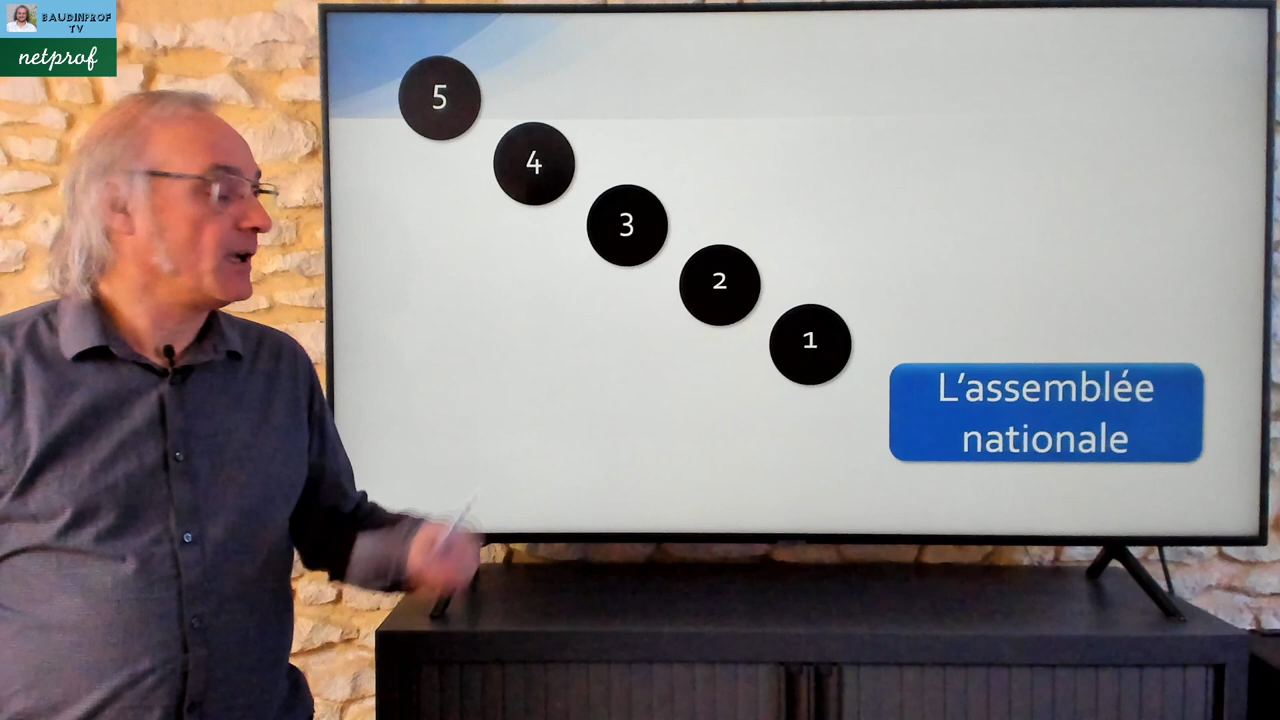 BAUDINPROF
TV
netprof
5
4
3
2
1
L'assemblée
nationale